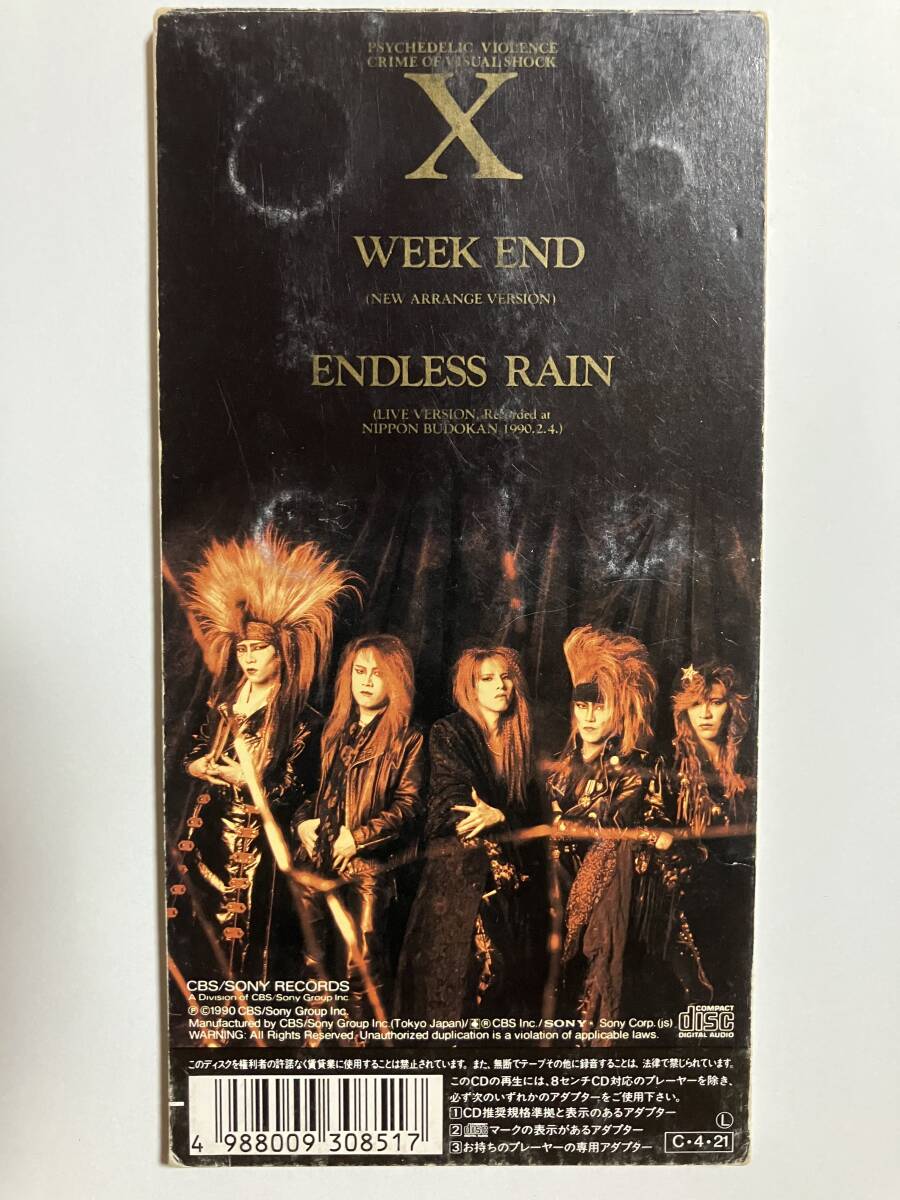 PSYCHEDELIC VIOLENCE
CRIME OF VISUAL SHOCK
X
WEEK END
(NEW ARRANGE VERSION)
ENDLESS RAIN
(LIVE VERSION, Recorded at
NIPPON BUDOKAN 1990.2.4.)
CBS/SONY RECORDS
A Division of CBS/Sony Group Inc.
Ⓟ©1990 CBS/Sony Group Inc.
Manufactured by CBS/Sony Group Inc.(Tokyo Japan)/® CBS Inc./SONY® Sony Corp.(js)
WARNING: All Rights Reserved. Unauthorized duplication is a violation of applicable laws.
COMPACT
disc
DIGITAL AUDIO
このディスクを権利者の許諾なく賃貸業に使用することは禁止されています。また、無断でテープその他に録音することは、法律で禁じられています。
このCDの再生には、8センチCD対応のプレーヤーを除き、
必ず次のいずれかのアダプターをご使用下さい。
1 CD推奨規格準拠と表示のあるアダプター
2 disc マークの表示があるアダプター
3 お持ちのプレーヤーの専用アダプター
Ⓛ
C・4・21
4 988009 308517